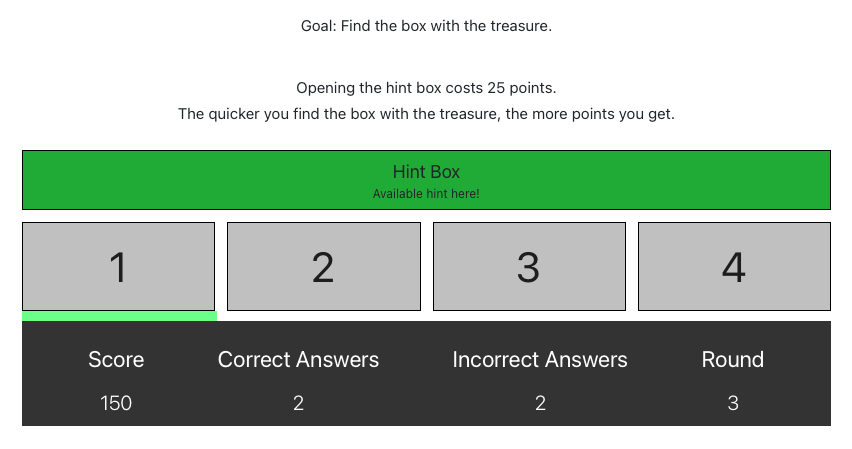 Goal: Find the box with the treasure.
Opening the hint box costs 25 points.
The quicker you find the box with the treasure, the more points you get.
Hint Box
Available hint here!
1 2 3 4
Score Correct Answers Incorrect Answers Round
150 2 2 3